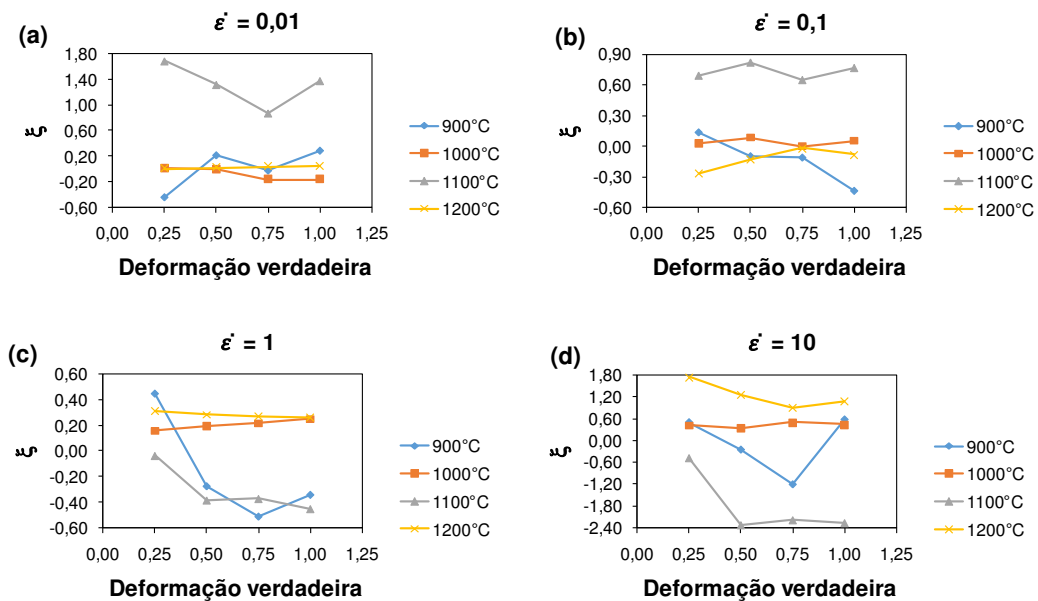 (a)
ε̇ = 0,01
1,80
1,40
1,00
0,60
0,20
-0,20
-0,60
ξ
0,00 0,25 0,50 0,75 1,00 1,25
Deformação verdadeira
900°C
1000°C
1100°C
1200°C
(b)
ε̇ = 0,1
0,90
0,60
0,30
0,00
-0,30
-0,60
ξ
0,00 0,25 0,50 0,75 1,00 1,25
Deformação verdadeira
900°C
1000°C
1100°C
1200°C
(c)
ε̇ = 1
0,60
0,40
0,20
0,00
-0,20
-0,40
-0,60
ξ
0,00 0,25 0,50 0,75 1,00 1,25
Deformação verdadeira
900°C
1000°C
1100°C
1200°C
(d)
ε̇ = 10
1,80
1,20
0,60
0,00
-0,60
-1,20
-1,80
-2,40
ξ
0,00 0,25 0,50 0,75 1,00 1,25
Deformação verdadeira
900°C
1000°C
1100°C
1200°C